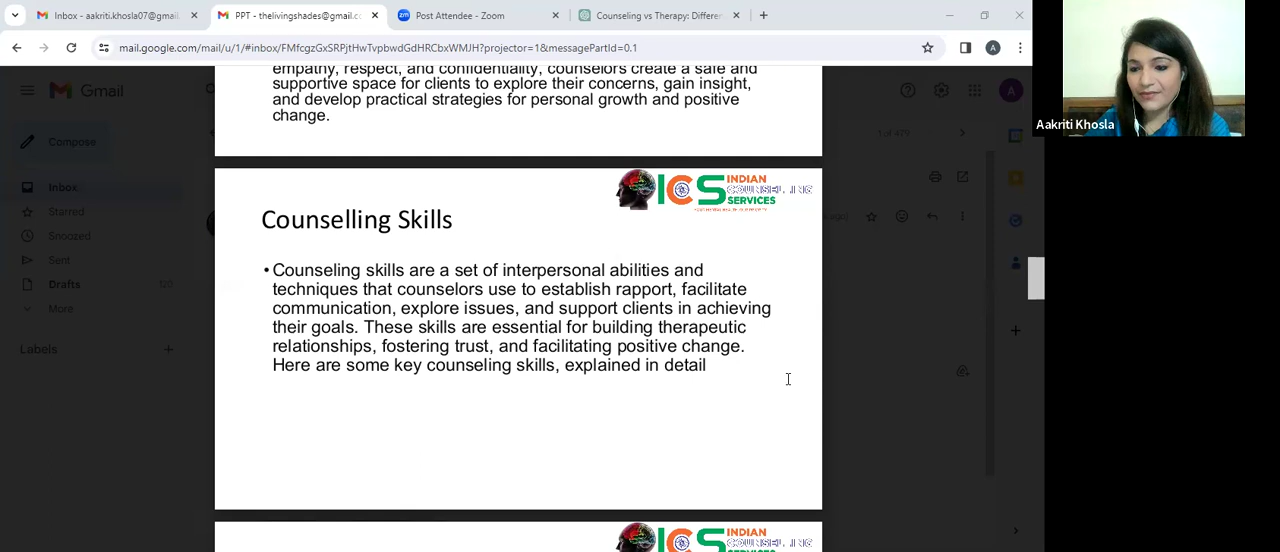 Inbox - aakriti.khosla07@gmail
PPT - thelivingshades@gmail.c
Post Attendee - Zoom
Counseling vs Therapy: Differen
mail.google.com/mail/u/1/#inbox/FMfcgzGxSRPjtHwTvpbwdGdHRCbxWMJH?projector=1&messagePartId=0.1
A
Aakriti Khosla
Gmail
A
Compose
1 of 479
Inbox
Starred
Snoozed
Sent
Drafts 120
More
Labels
empathy, respect, and confidentiality, counselors create a safe and
supportive space for clients to explore their concerns, gain insight,
and develop practical strategies for personal growth and positive
change.
ICS INDIAN
COUNSELLING
SERVICES
Counselling Skills
• Counseling skills are a set of interpersonal abilities and
techniques that counselors use to establish rapport, facilitate
communication, explore issues, and support clients in achieving
their goals. These skills are essential for building therapeutic
relationships, fostering trust, and facilitating positive change.
Here are some key counseling skills, explained in detail
ICS INDIAN
COUNSELLING
SERVICES